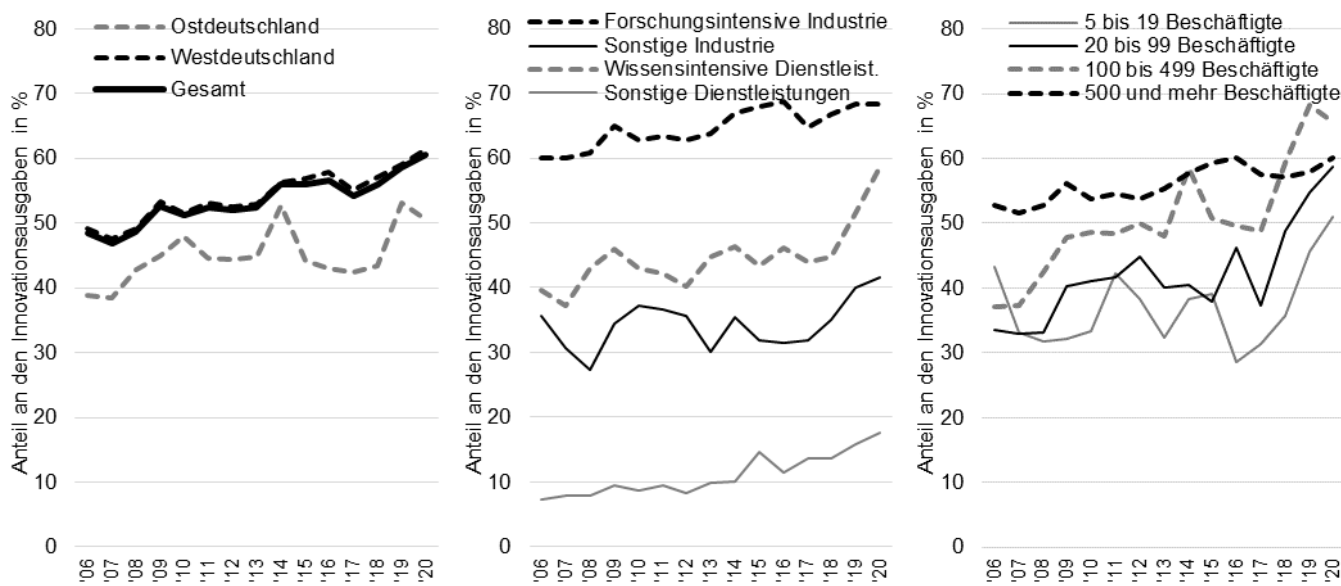 Anteil an den Innovationsausgaben in %
80
70
60
50
40
30
20
10
0
Ostdeutschland
Westdeutschland
Gesamt
'06 '07 '08 '09 '10 '11 '12 '13 '14 '15 '16 '17 '18 '19 '20
Anteil an den Innovationsausgaben in %
80
70
60
50
40
30
20
10
0
Forschungsintensive Industrie
Sonstige Industrie
Wissensintensive Dienstleist.
Sonstige Dienstleistungen
'06 '07 '08 '09 '10 '11 '12 '13 '14 '15 '16 '17 '18 '19 '20
Anteil an den Innovationsausgaben in %
80
70
60
50
40
30
20
10
0
5 bis 19 Beschäftigte
20 bis 99 Beschäftigte
100 bis 499 Beschäftigte
500 und mehr Beschäftigte
'06 '07 '08 '09 '10 '11 '12 '13 '14 '15 '16 '17 '18 '19 '20